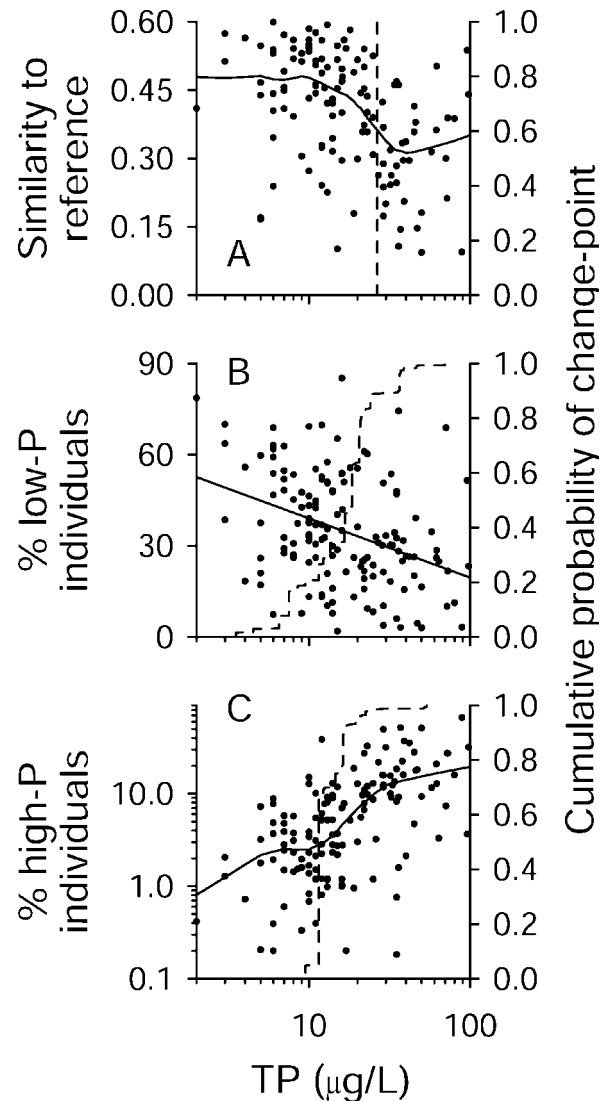 Similarity to
reference
0.60
0.45
0.30
0.15
0.00
A
1.0
0.8
0.6
0.4
0.2
0.0
% low-P
individuals
90
60
30
0
B
1.0
0.8
0.6
0.4
0.2
0.0
% high-P
individuals
10.0
1.0
0.1
C
1.0
0.8
0.6
0.4
0.2
0.0
Cumulative probability of change-point
10
100
TP (µg/L)